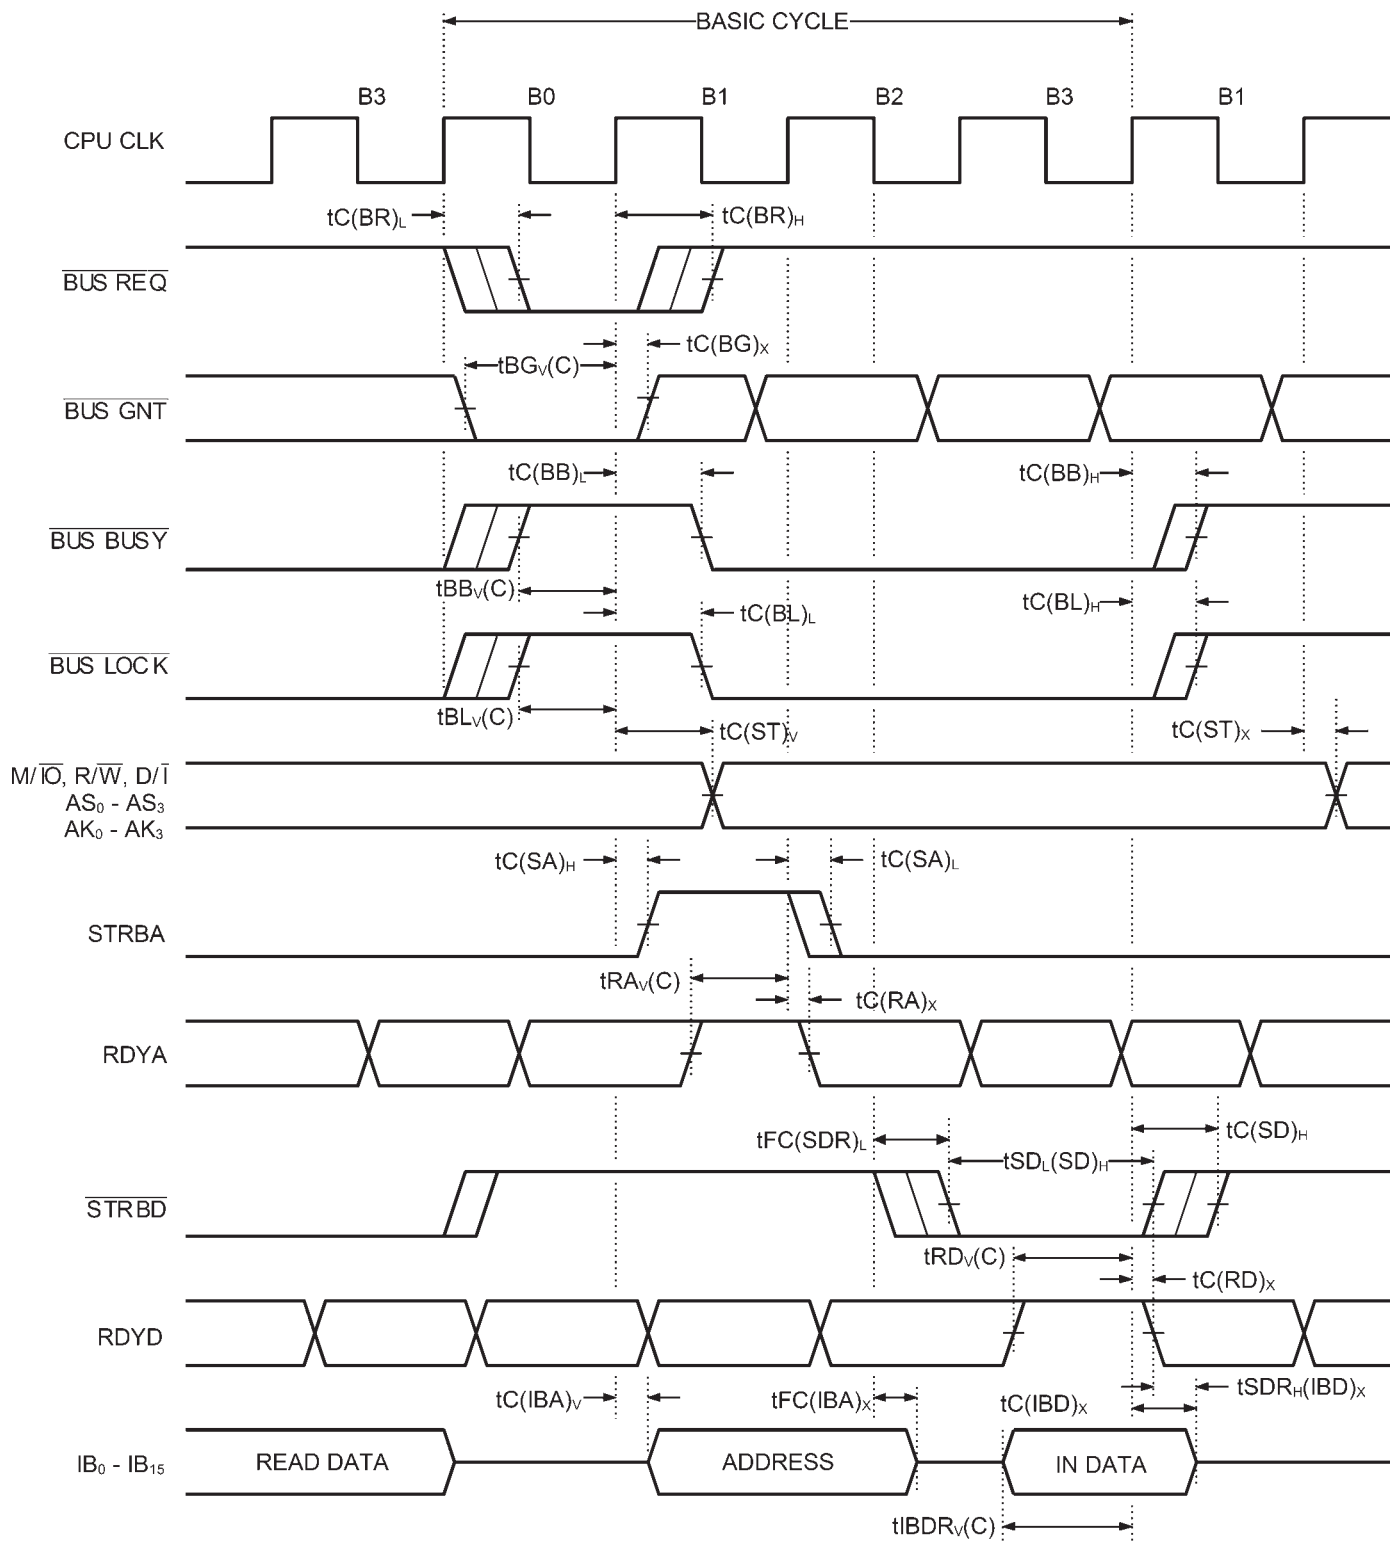 BASIC CYCLE
B3 B0 B1 B2 B3 B1
CPU CLK
tC(BR)L tC(BR)H
BUS REQ
tC(BG)X
tBGV(C)
BUS GNT
tC(BB)L tC(BB)H
BUS BUSY
tBBV(C)
tC(BL)L tC(BL)H
BUS LOCK
tBLV(C)
tC(ST)V tC(ST)X
M/IO, R/W, D/I
AS0 - AS3
AK0 - AK3
tC(SA)H tC(SA)L
STRBA
tRAV(C)
tC(RA)X
RDYA
tFC(SDR)L tC(SD)H
tSDL(SD)H
STRBD
tRDV(C)
tC(RD)X
RDYD
tC(IBA)V tFC(IBA)X tC(IBD)X tSDRH(IBD)X
IB0 - IB15 READ DATA ADDRESS IN DATA
tIBDRV(C)